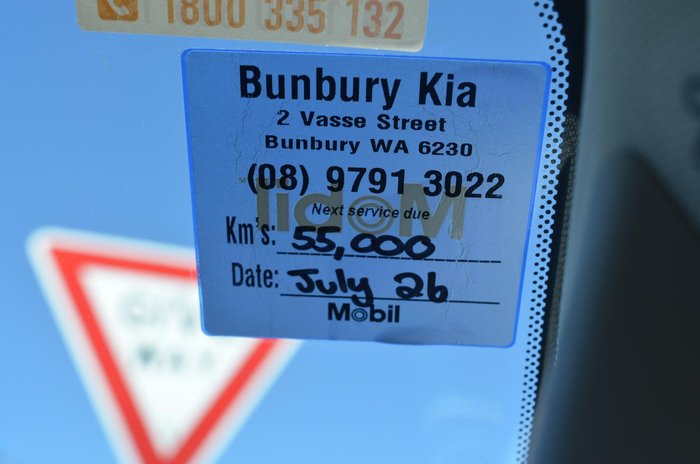 1800 335 132
Bunbury Kia
2 Vasse Street
Bunbury WA 6230
(08) 9791 3022
Next service due
Km's: 55,000
Date: July 26
Mobil